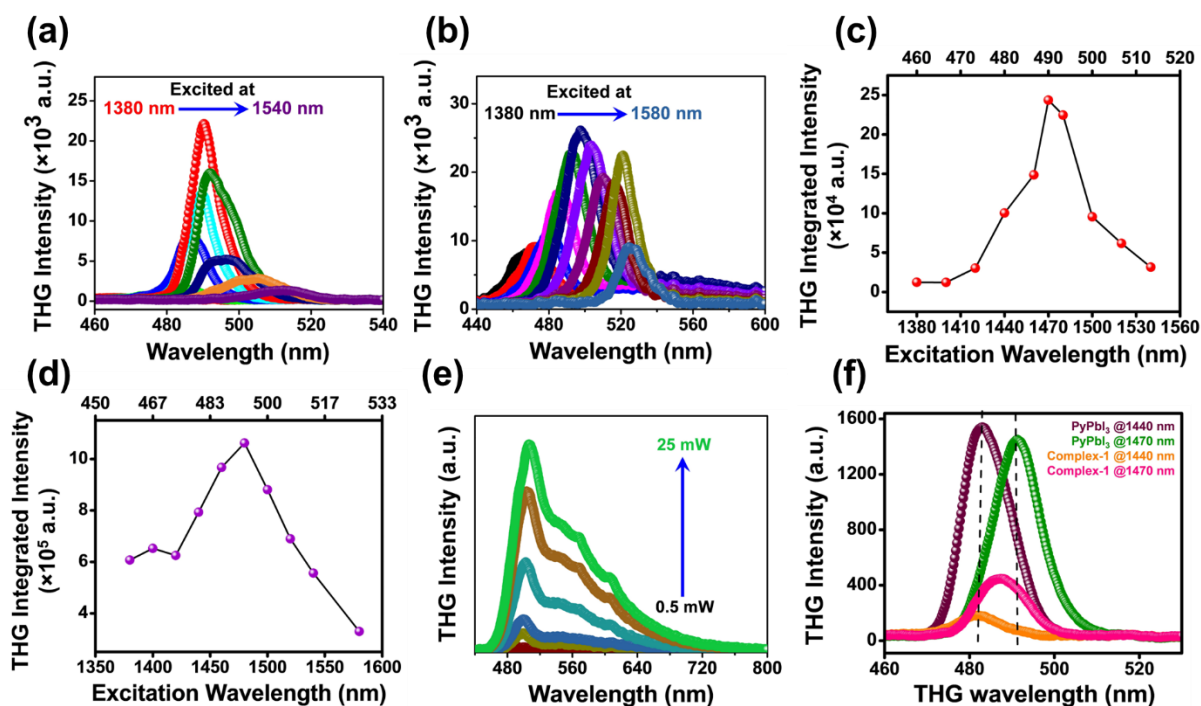 (a)
THG Intensity (×10³ a.u.)
25
20
15
10
5
0
Excited at
1380 nm
1540 nm
460 480 500 520 540
Wavelength (nm)
(b)
THG Intensity (×10³ a.u.)
30
20
10
0
Excited at
1380 nm
1580 nm
440 480 520 560 600
Wavelength (nm)
(c)
460 467 473 480 486 493 500 506 513 520
THG Integrated Intensity
(×10⁴ a.u.)
25
20
15
10
5
0
1380 1410 1440 1470 1500 1530 1560
Excitation Wavelength (nm)
(d)
450 467 483 500 517 533
THG Integrated Intensity
(×10⁵ a.u.)
10
8
6
4
1350 1400 1450 1500 1550 1600
Excitation Wavelength (nm)
(e)
THG Intensity (a.u.)
25 mW
0.5 mW
480 560 640 720 800
Wavelength (nm)
(f)
THG Intensity (a.u.)
1600
1200
800
400
0
PyPbI₃ @1440 nm
PyPbI₃ @1470 nm
Complex-1 @1440 nm
Complex-1 @1470 nm
460 480 500 520
THG wavelength (nm)